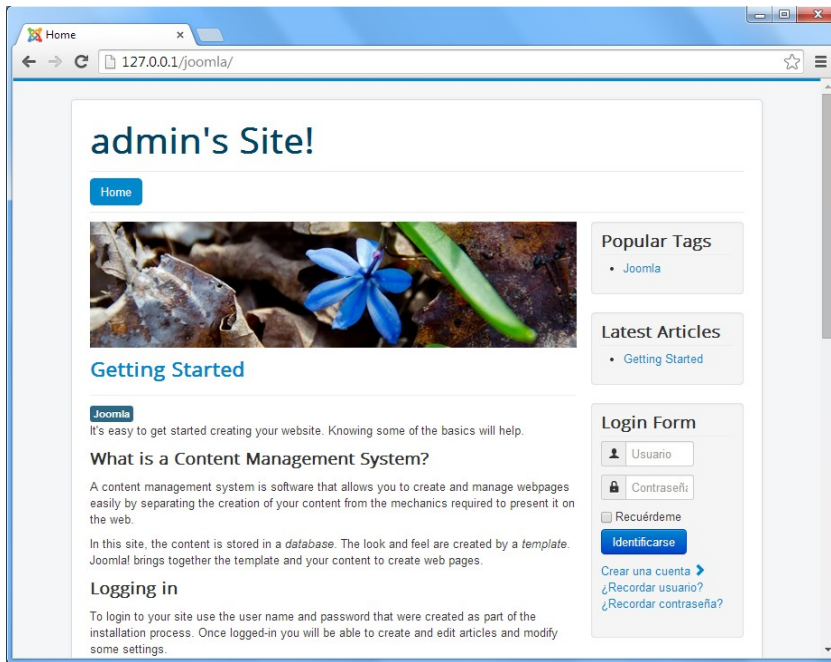 Home
127.0.0.1/joomla/
admin's Site!
Home
Getting Started
Joomla
It's easy to get started creating your website. Knowing some of the basics will help.
What is a Content Management System?
A content management system is software that allows you to create and manage webpages
easily by separating the creation of your content from the mechanics required to present it on
the web.
In this site, the content is stored in a database. The look and feel are created by a template.
Joomla! brings together the template and your content to create web pages.
Logging in
To login to your site use the user name and password that were created as part of the
installation process. Once logged-in you will be able to create and edit articles and modify
some settings.
Popular Tags
Joomla
Latest Articles
Getting Started
Login Form
Usuario
Contraseña
Recuérdeme
Identificarse
Crear una cuenta
¿Recordar usuario?
¿Recordar contraseña?